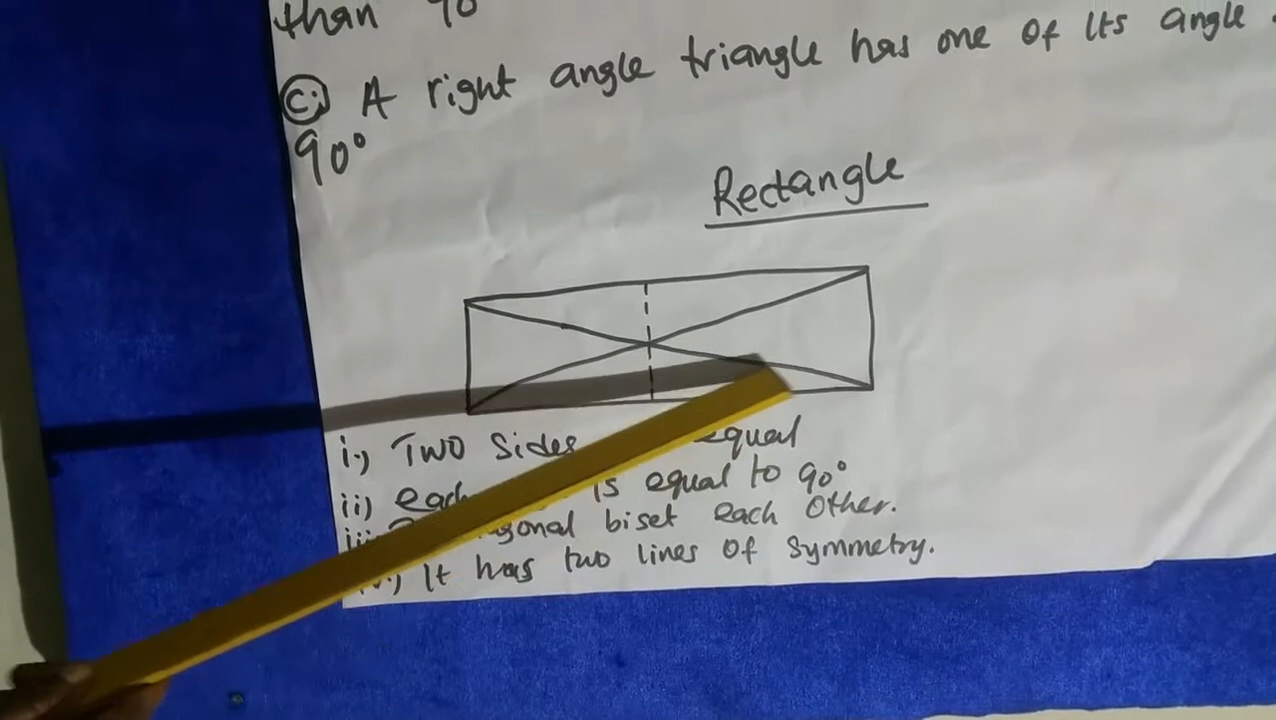 than 90
Ⓒ A right angle triangle has one of Its angle
90°
Rectangle
i.) Two Sides equal
ii) each is equal to 90°
biset each other.
It has two lines of symmetry.